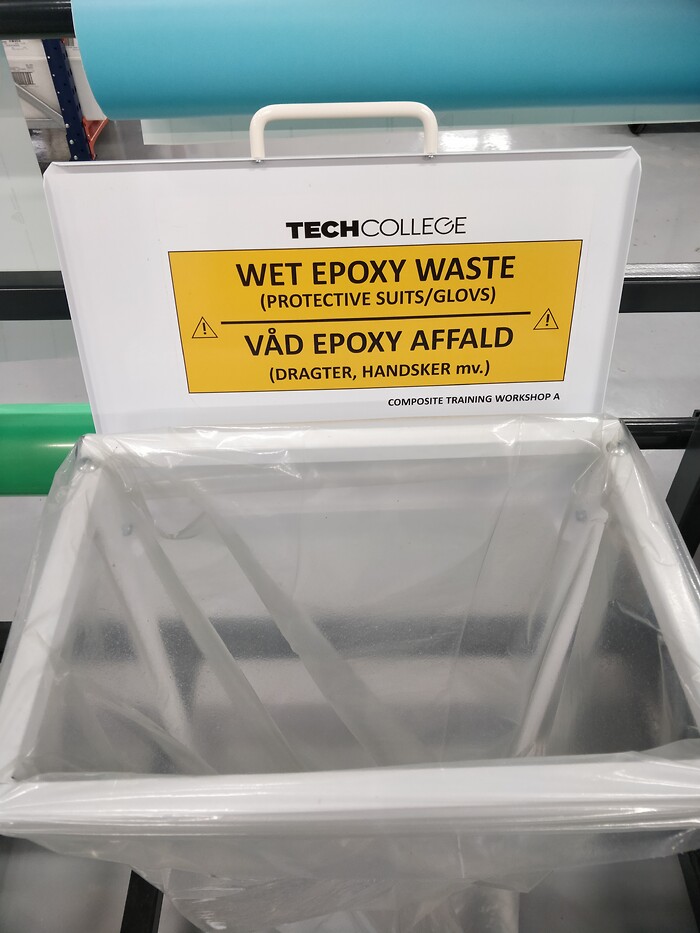 TECHCOLLEGE
WET EPOXY WASTE
(PROTECTIVE SUITS/GLOVS)
VÅD EPOXY AFFALD
(DRAGTER, HANDSKER mv.)
COMPOSITE TRAINING WORKSHOP A